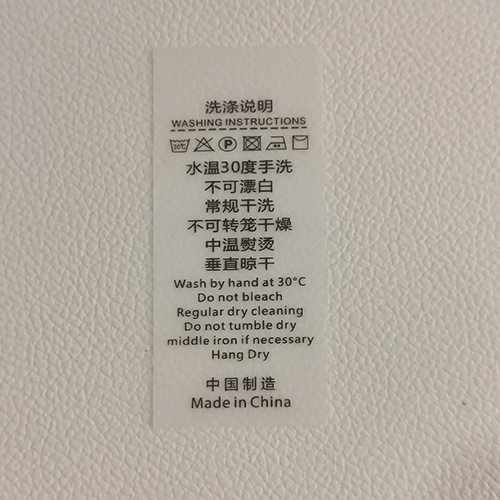 洗涤说明
WASHING INSTRUCTIONS
30℃ P
水温30度手洗
不可漂白
常规干洗
不可转笼干燥
中温熨烫
垂直晾干
Wash by hand at 30°C
Do not bleach
Regular dry cleaning
Do not tumble dry
middle iron if necessary
Hang Dry
中国制造
Made in China